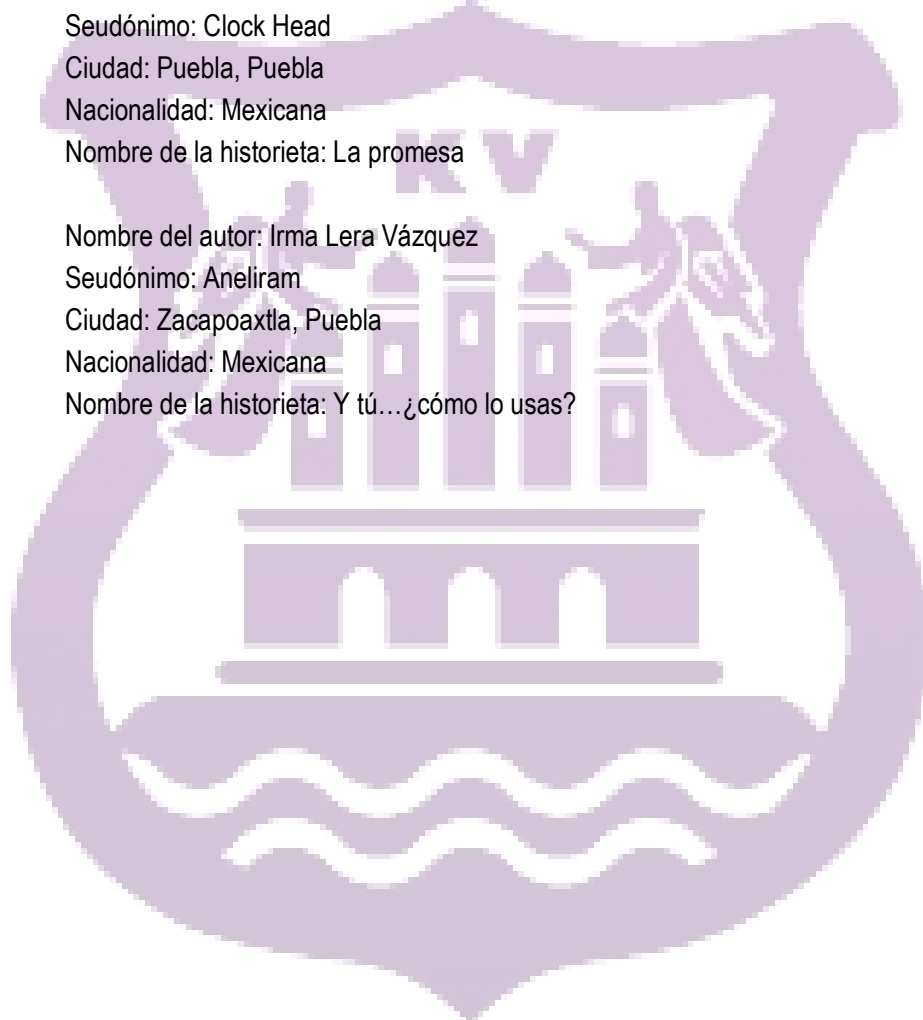 Seudónimo: Clock Head
Ciudad: Puebla, Puebla
Nacionalidad: Mexicana
Nombre de la historieta: La promesa
K V
Nombre del autor: Irma Lera Vázquez
Seudónimo: Aneliram
Ciudad: Zacapoaxtla, Puebla
Nacionalidad: Mexicana
Nombre de la historieta: Y tú…¿cómo lo usas?